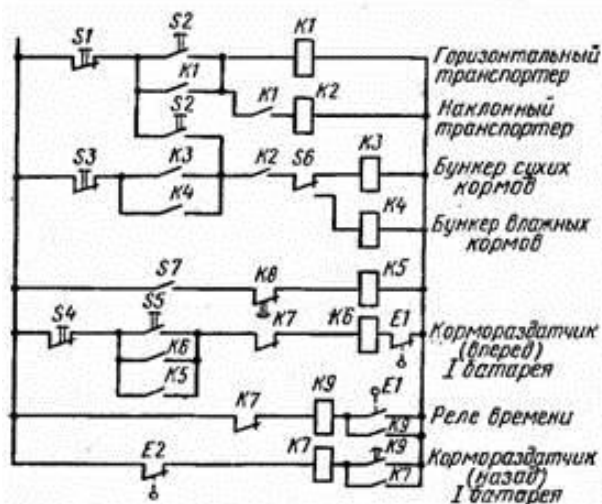 S1 S2 K1 Горизонтальный
транспортер
K1 K1 K2 Наклонный
транспортер
S2
S3 K3 K2 S6 K3 Бункер сухих
кормов
K4 K4 Бункер влажных
кормов
S7 K8 K5
S4 S5 K7 K6 E1 Кормораздатчик
(вперед)
K6
K5 I батарея
K7 K9 E1 Реле времени
K9
E2 K7 K9 Кормораздатчик
(назад)
K7 I батарея